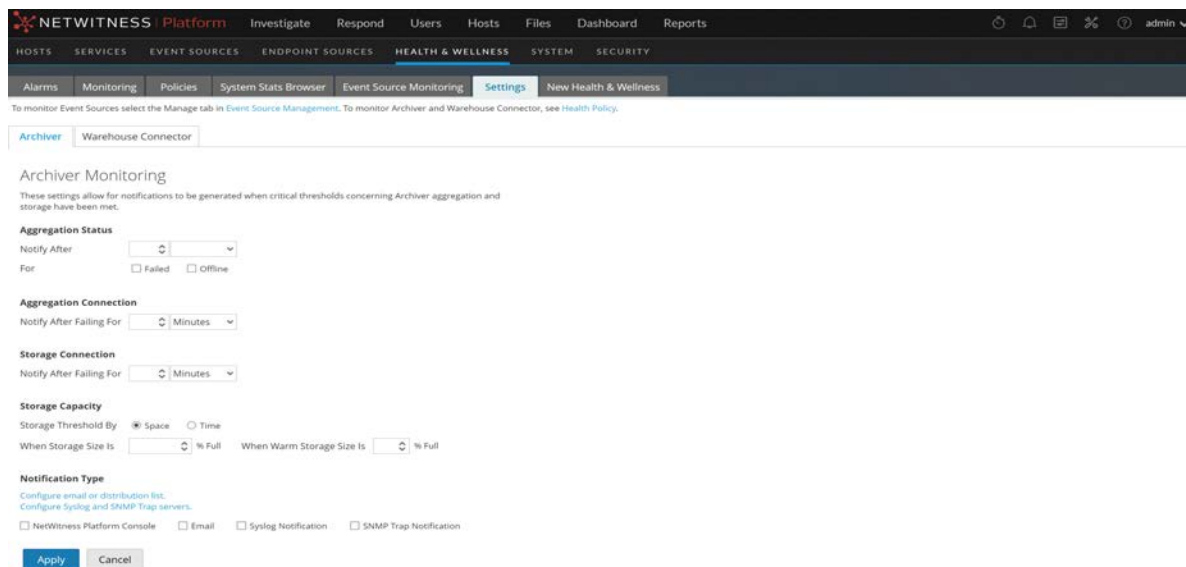 NETWITNESS Platform Investigate Respond Users Hosts Files Dashboard Reports admin
HOSTS SERVICES EVENT SOURCES ENDPOINT SOURCES HEALTH & WELLNESS SYSTEM SECURITY
Alarms Monitoring Policies System Stats Browser Event Source Monitoring Settings New Health & Wellness
To monitor Event Sources select the Manage tab in Event Source Management. To monitor Archiver and Warehouse Connector, see Health Policy.
Archiver Warehouse Connector
Archiver Monitoring
These settings allow for notifications to be generated when critical thresholds concerning Archiver aggregation and
storage have been met.
Aggregation Status
Notify After
For Failed Offline
Aggregation Connection
Notify After Failing For Minutes
Storage Connection
Notify After Failing For Minutes
Storage Capacity
Storage Threshold By Space Time
When Storage Size Is % Full When Warm Storage Size Is % Full
Notification Type
Configure email or distribution list.
Configure Syslog and SNMP Trap servers.
NetWitness Platform Console Email Syslog Notification SNMP Trap Notification
Apply Cancel